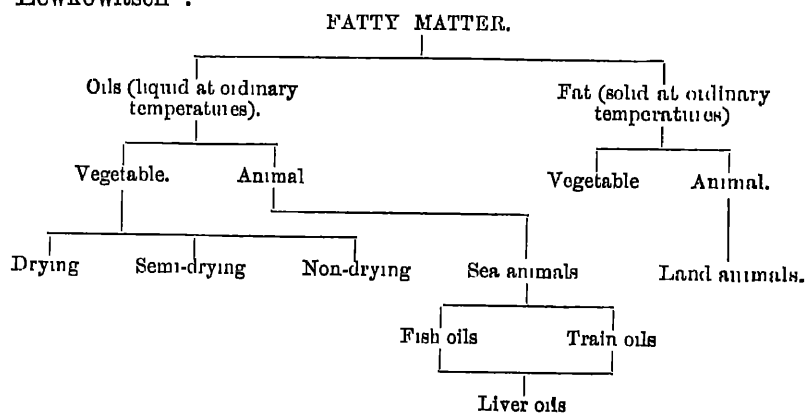 FATTY MATTER.
Oils (liquid at ordinary
temperatures).
Fat (solid at ordinary
temperatures)
Vegetable.
Animal
Vegetable
Animal.
Drying
Semi-drying
Non-drying
Sea animals
Land animals.
Fish oils
Train oils
Liver oils